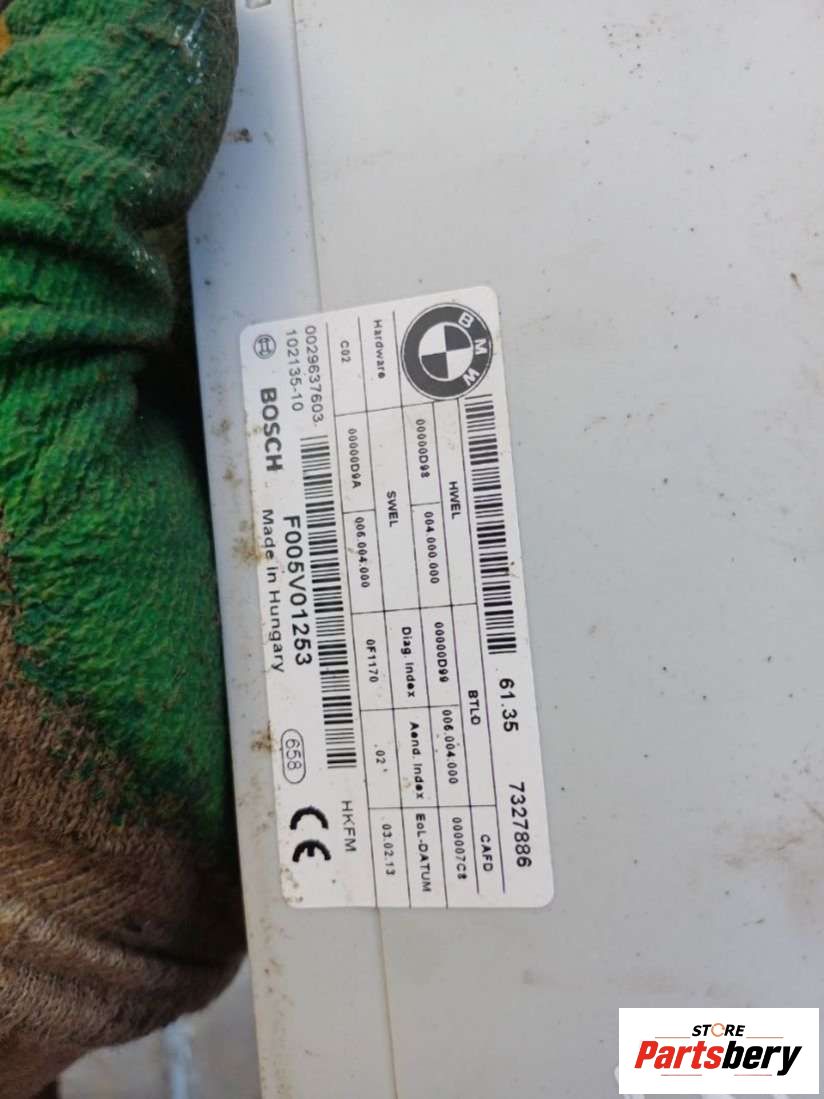 BMW
61.35 7327886
HWEL BTLD CAFD
00000D98 004.000.000 00000D99 006.004.000 000007C8
Hardware SWEL Diag. Index Aend. Index EoL-DATUM
C02 00000D9A 006.004.000 0F1170 .02' 03.02.13
0029637603 HKFM
102135-10 F005V01253 658 CE
BOSCH Made in Hungary
STORE
Partsbery